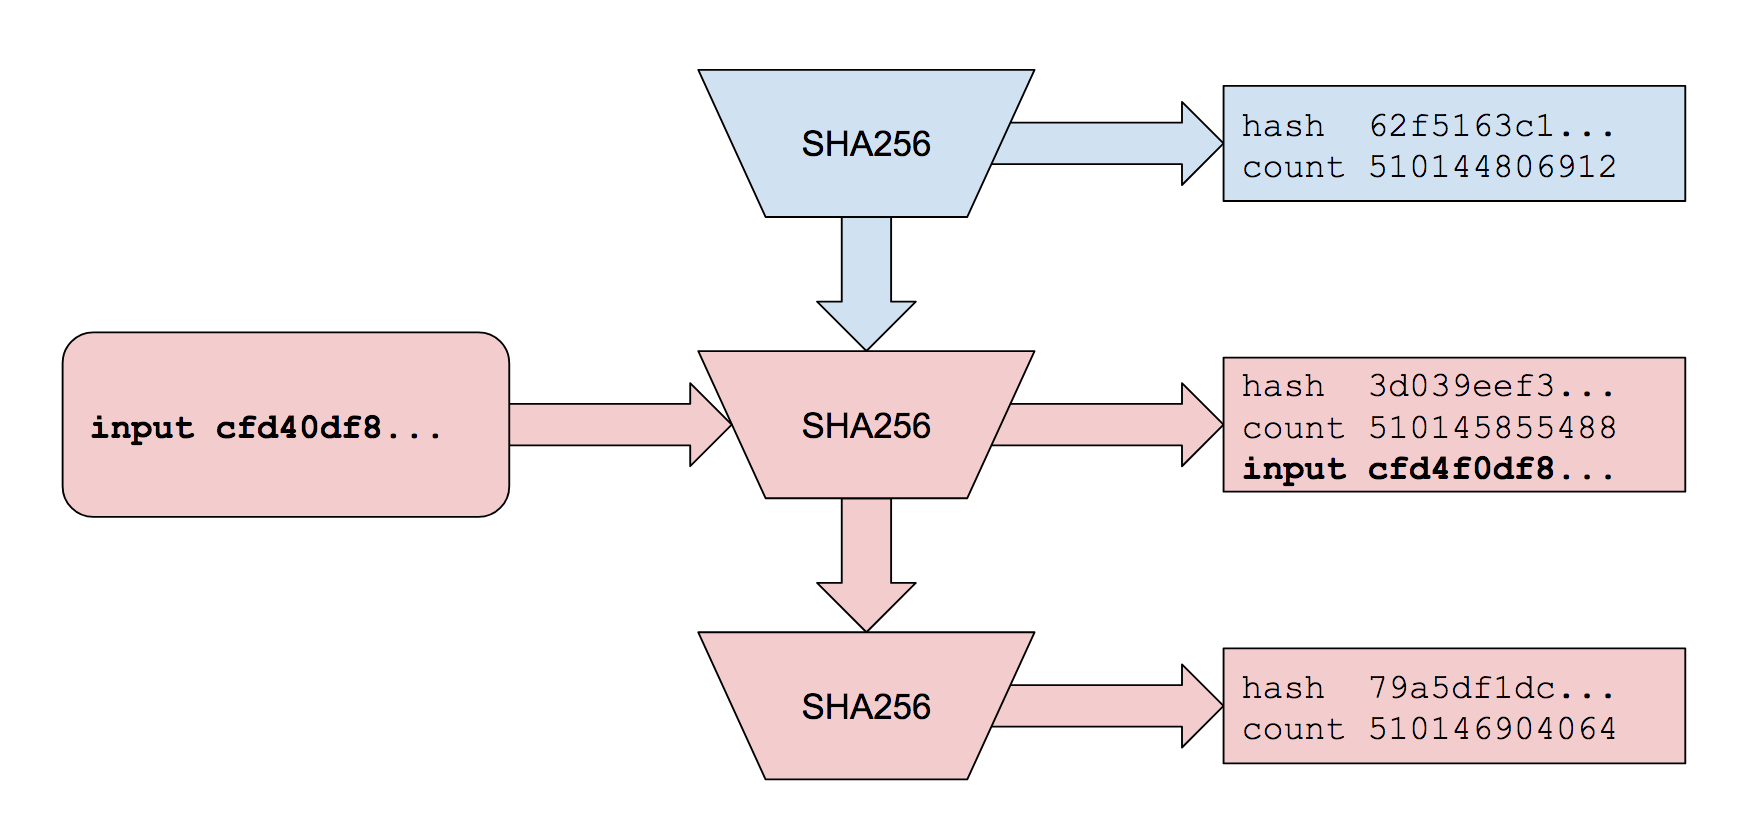 SHA256
hash 62f5163c1...
count 510144806912
input cfd40df8...
SHA256
hash 3d039eef3...
count 510145855488
input cfd4f0df8...
SHA256
hash 79a5df1dc...
count 510146904064